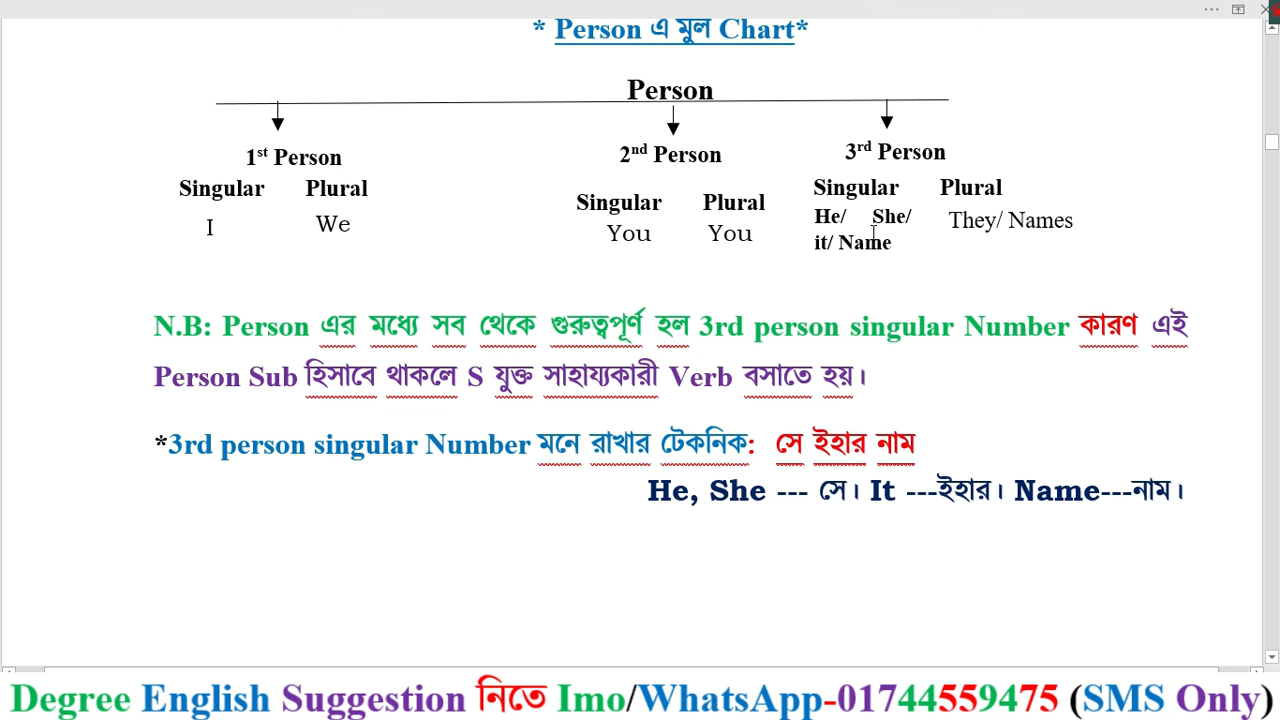 * Person এ মুল Chart*
Person
1st Person 2nd Person 3rd Person
Singular Plural Singular Plural Singular Plural
I We You You He/ She/ They/ Names
it/ Name
N.B: Person এর মধ্যে সব থেকে গুরুত্বপূর্ণ হল 3rd person singular Number কারণ এই
Person Sub হিসাবে থাকলে S যুক্ত সাহায্যকারী Verb বসাতে হয়।
*3rd person singular Number মনে রাখার টেকনিক: সে ইহার নাম
He, She --- সে। It ---ইহার। Name---নাম।
Degree English Suggestion নিতে Imo/WhatsApp-01744559475 (SMS Only)